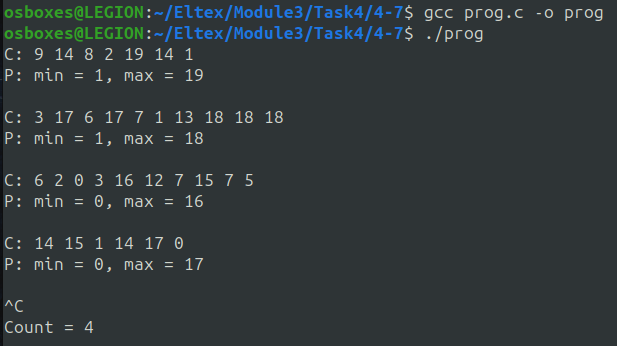 osboxes@LEGION:~/Eltex/Module3/Task4/4-7$ gcc prog.c -o prog
osboxes@LEGION:~/Eltex/Module3/Task4/4-7$ ./prog
C: 9 14 8 2 19 14 1
P: min = 1, max = 19
C: 3 17 6 17 7 1 13 18 18 18
P: min = 1, max = 18
C: 6 2 0 3 16 12 7 15 7 5
P: min = 0, max = 16
C: 14 15 1 14 17 0
P: min = 0, max = 17
^C
Count = 4